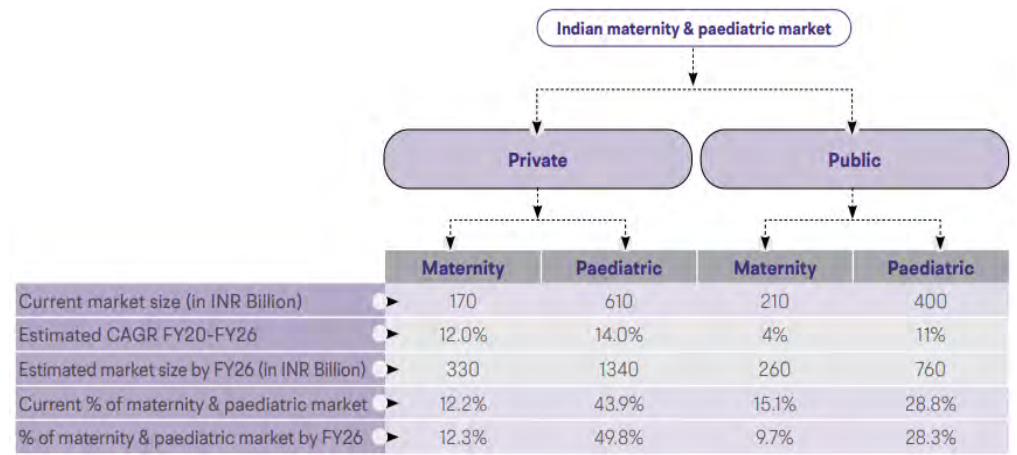 Indian maternity & paediatric market
Private Public
Maternity Paediatric Maternity Paediatric
Current market size (in INR Billion) 170 610 210 400
Estimated CAGR FY20-FY26 12.0% 14.0% 4% 11%
Estimated market size by FY26 (in INR Billion) 330 1340 260 760
Current % of maternity & paediatric market 12.2% 43.9% 15.1% 28.8%
% of maternity & paediatric market by FY26 12.3% 49.8% 9.7% 28.3%